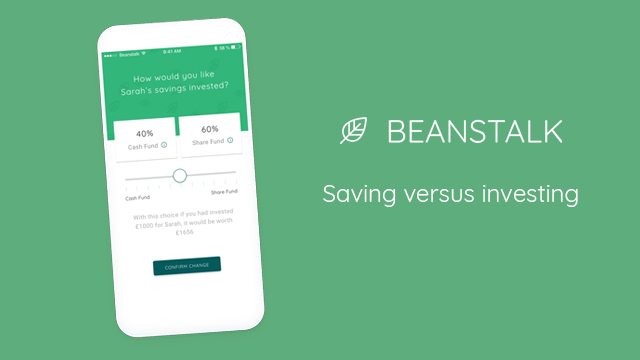 Beanstalk
9:41 AM
58 %
How would you like
Sarah's savings invested?
40%
Cash Fund
60%
Share Fund
Cash Fund
Share Fund
With this choice if you had invested
£1000 for Sarah, it would be worth
£1656
CONFIRM CHANGE
BEANSTALK
Saving versus investing